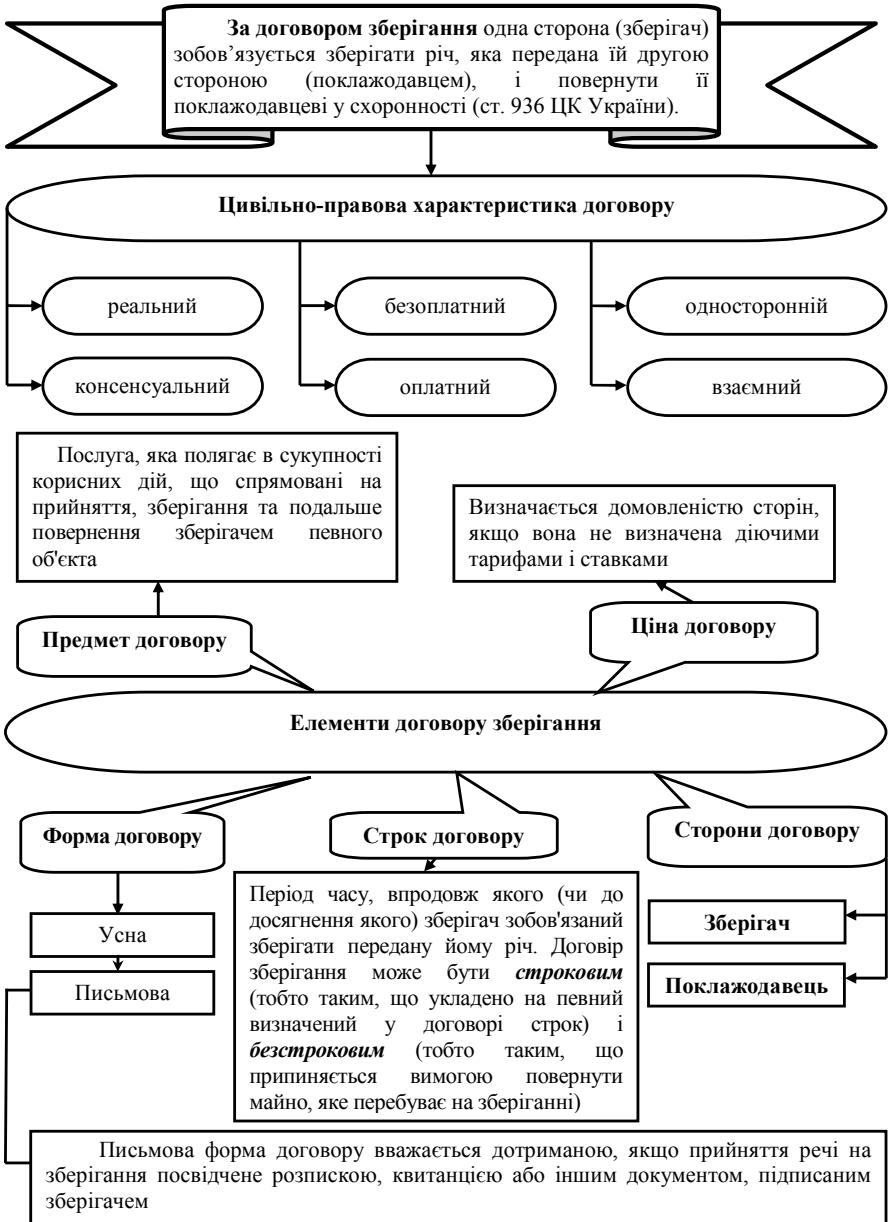 За договором зберігання одна сторона (зберігач)
зобов’язується зберігати річ, яка передана їй другою
стороною (поклажодавцем), і повернути її
поклажодавцеві у схоронності (ст. 936 ЦК України).
Цивільно-правова характеристика договору
реальний
безоплатний
односторонній
консенсуальний
оплатний
взаємний
Послуга, яка полягає в сукупності
корисних дій, що спрямовані на
прийняття, зберігання та подальше
повернення зберігачем певного
об'єкта
Визначається домовленістю сторін,
якщо вона не визначена діючими
тарифами і ставками
Предмет договору
Ціна договору
Елементи договору зберігання
Форма договору
Строк договору
Сторони договору
Усна
Письмова
Період часу, впродовж якого (чи до
досягнення якого) зберігач зобов'язаний
зберігати передану йому річ. Договір
зберігання може бути строковим
(тобто таким, що укладено на певний
визначений у договорі строк) і
безстроковим (тобто таким, що
припиняється вимогою повернути
майно, яке перебуває на зберіганні)
Зберігач
Поклажодавець
Письмова форма договору вважається дотриманою, якщо прийняття речі на
зберігання посвідчене розпискою, квитанцією або іншим документом, підписаним
зберігачем